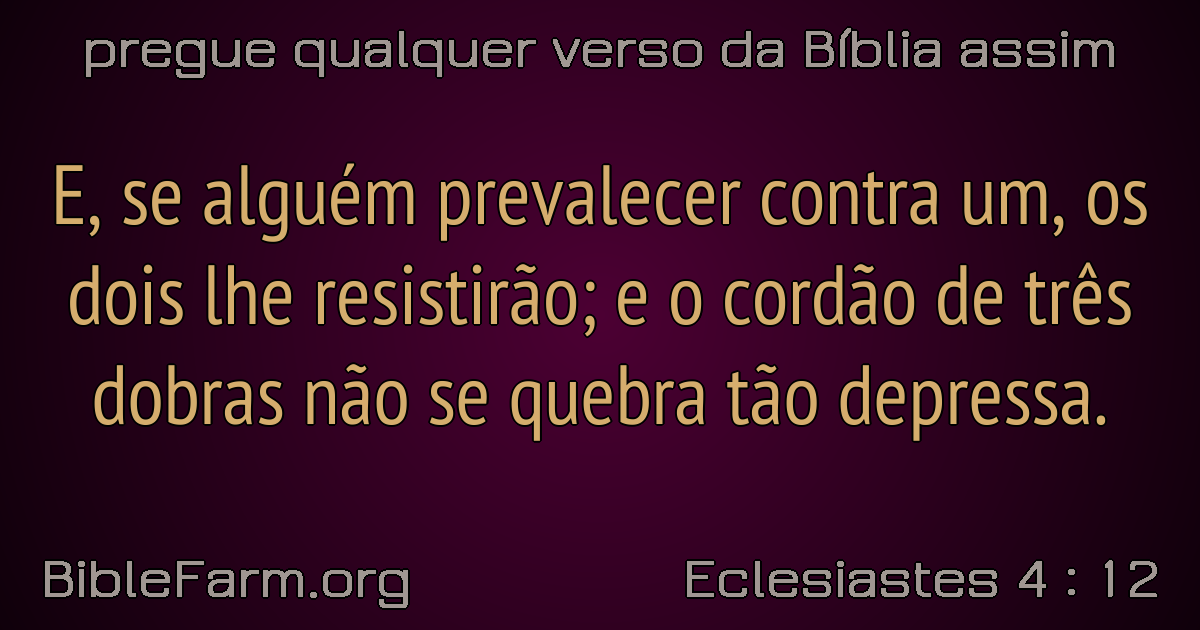 pregue qualquer verso da Bíblia assim
E, se alguém prevalecer contra um, os
dois lhe resistirão; e o cordão de três
dobras não se quebra tão depressa.
BibleFarm.org
Eclesiastes 4 : 12